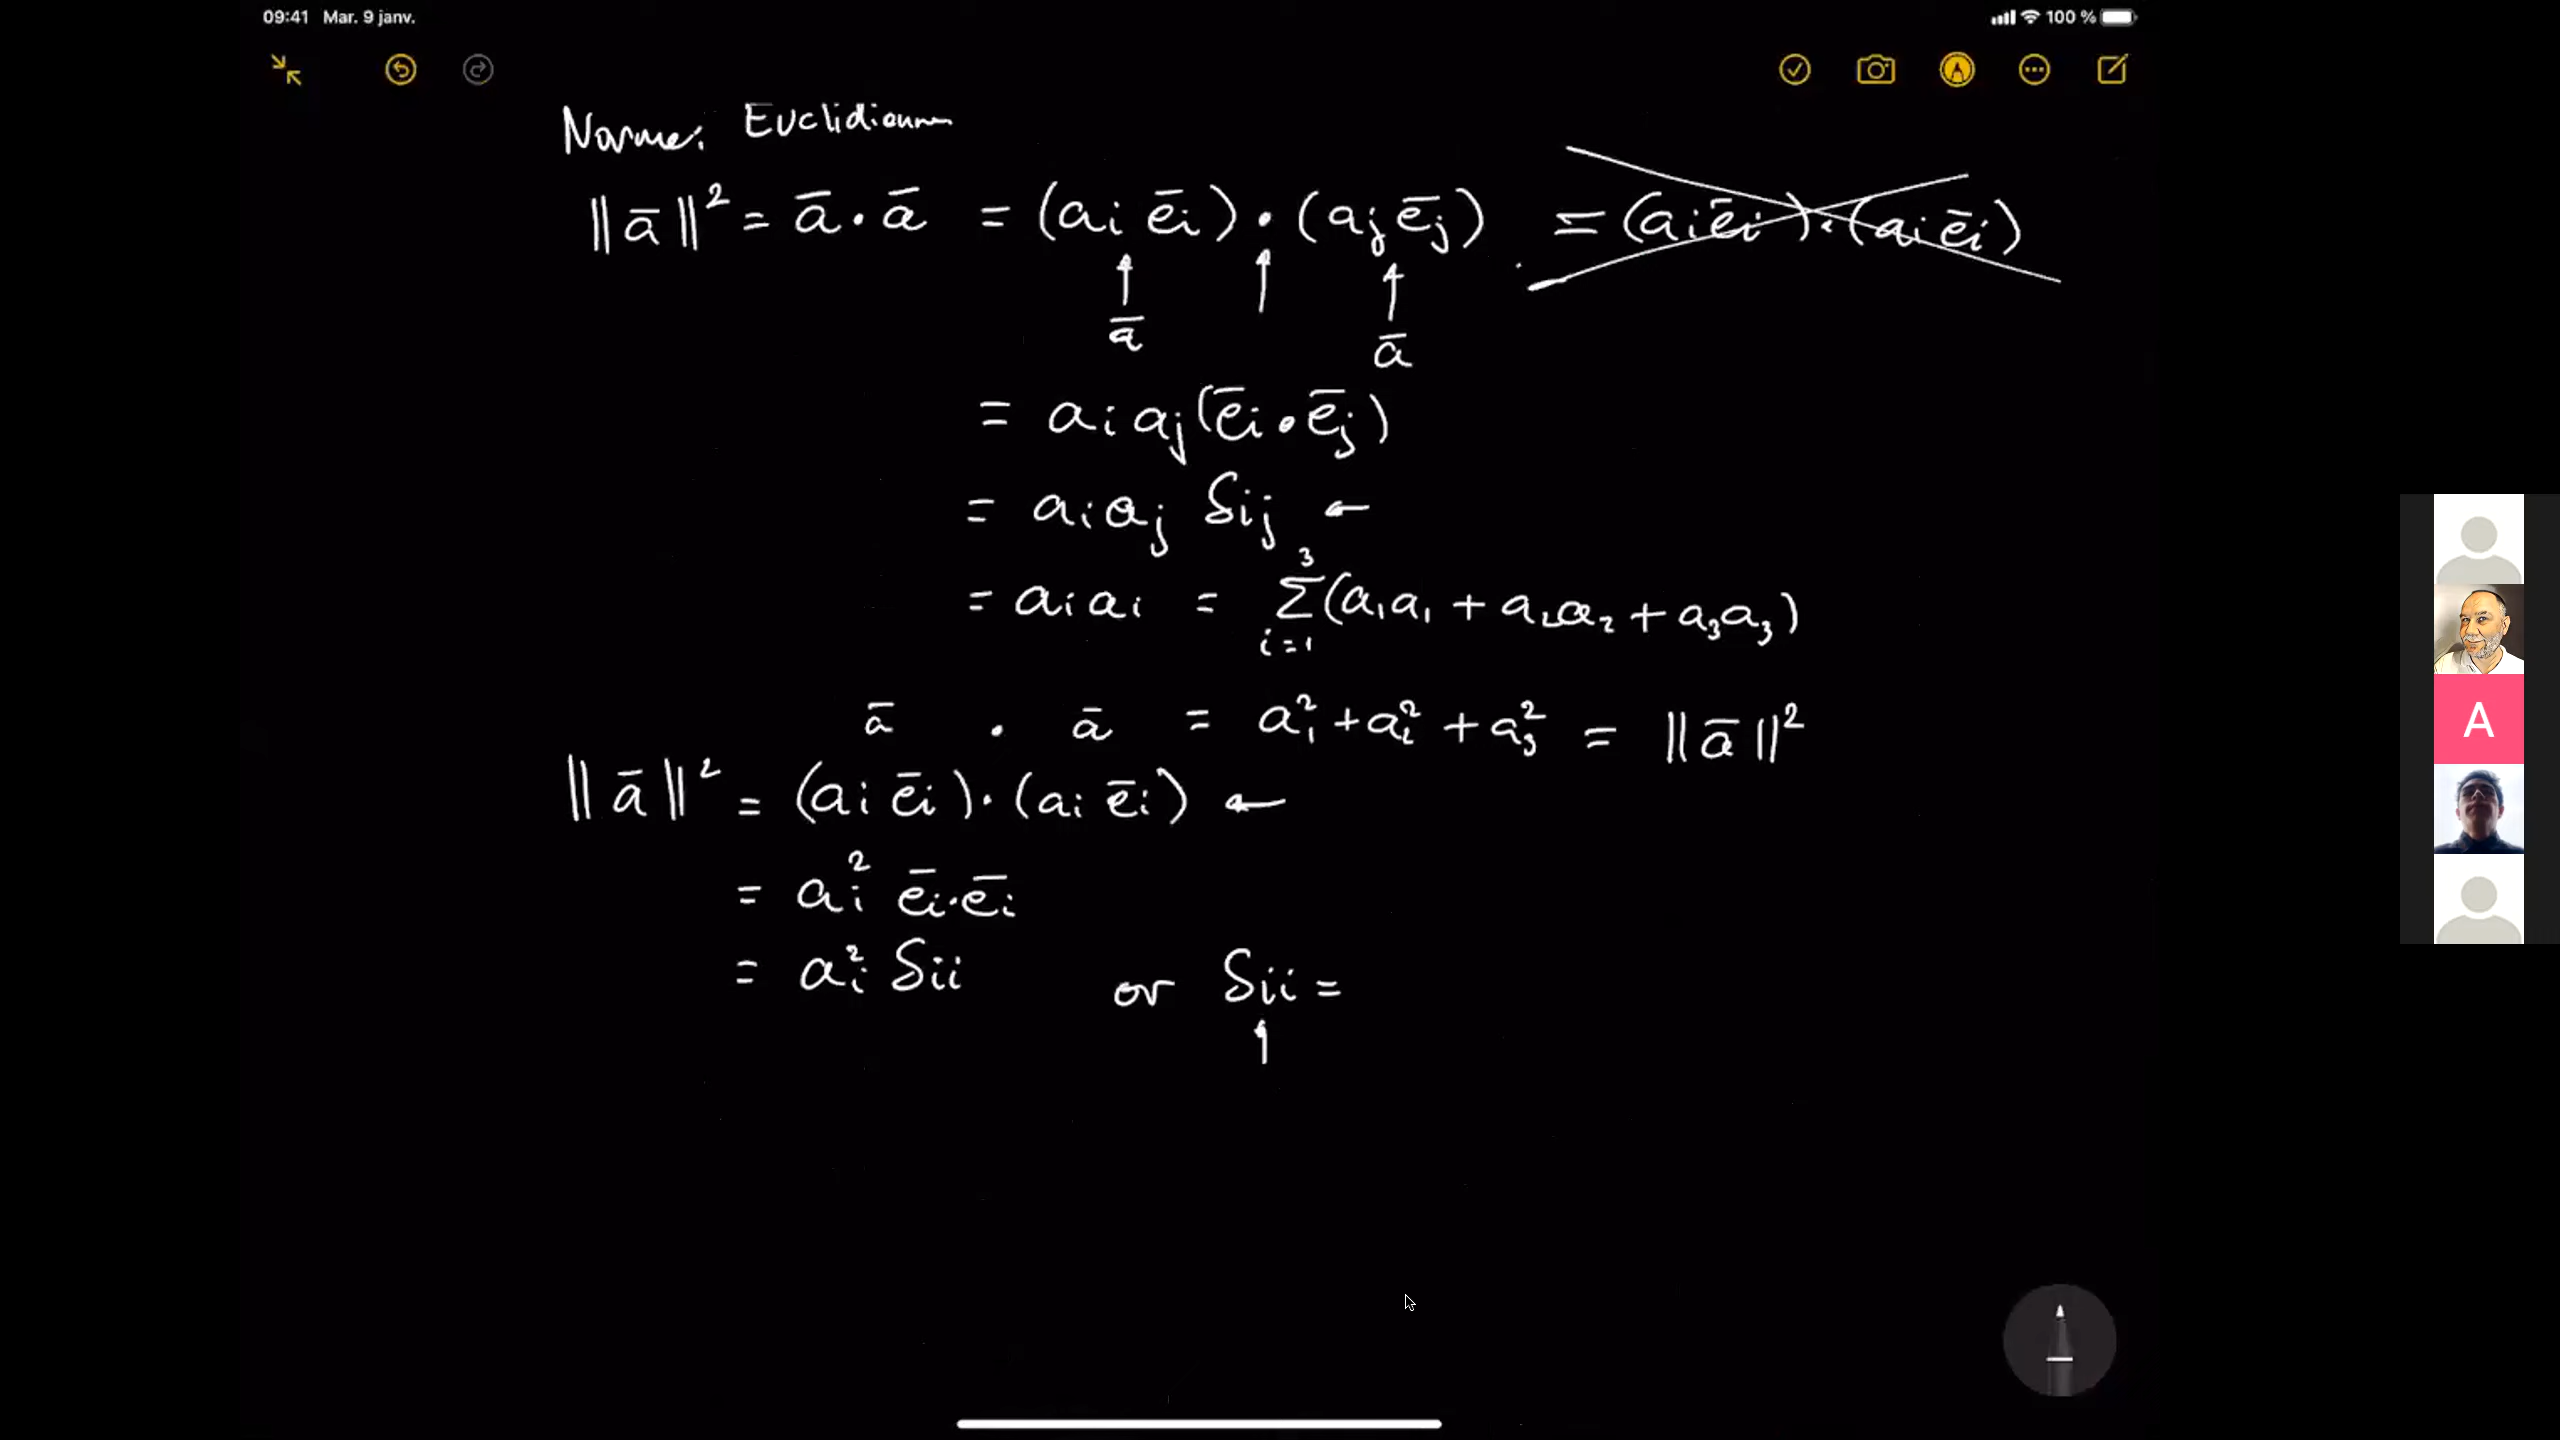 09:41 Mar. 9 janv. 100 %
Norme: Euclidienne
‖ā‖² = ā · ā = (aᵢ ēᵢ) · (aⱼ ēⱼ) = (aᵢ ēᵢ) · (aᵢ ēᵢ)
ā ā
= aᵢ aⱼ (ēᵢ · ēⱼ)
= aᵢ aⱼ δᵢⱼ ←
= aᵢ aᵢ = Σ³ᵢ₌₁ (a₁a₁ + a₂a₂ + a₃a₃)
ā · ā = a₁² + a₂² + a₃² = ‖ā‖²
‖ā‖² = (aᵢ ēᵢ) · (aᵢ ēᵢ) ←
= aᵢ² ēᵢ · ēᵢ
= aᵢ² δᵢᵢ or δᵢᵢ =
A